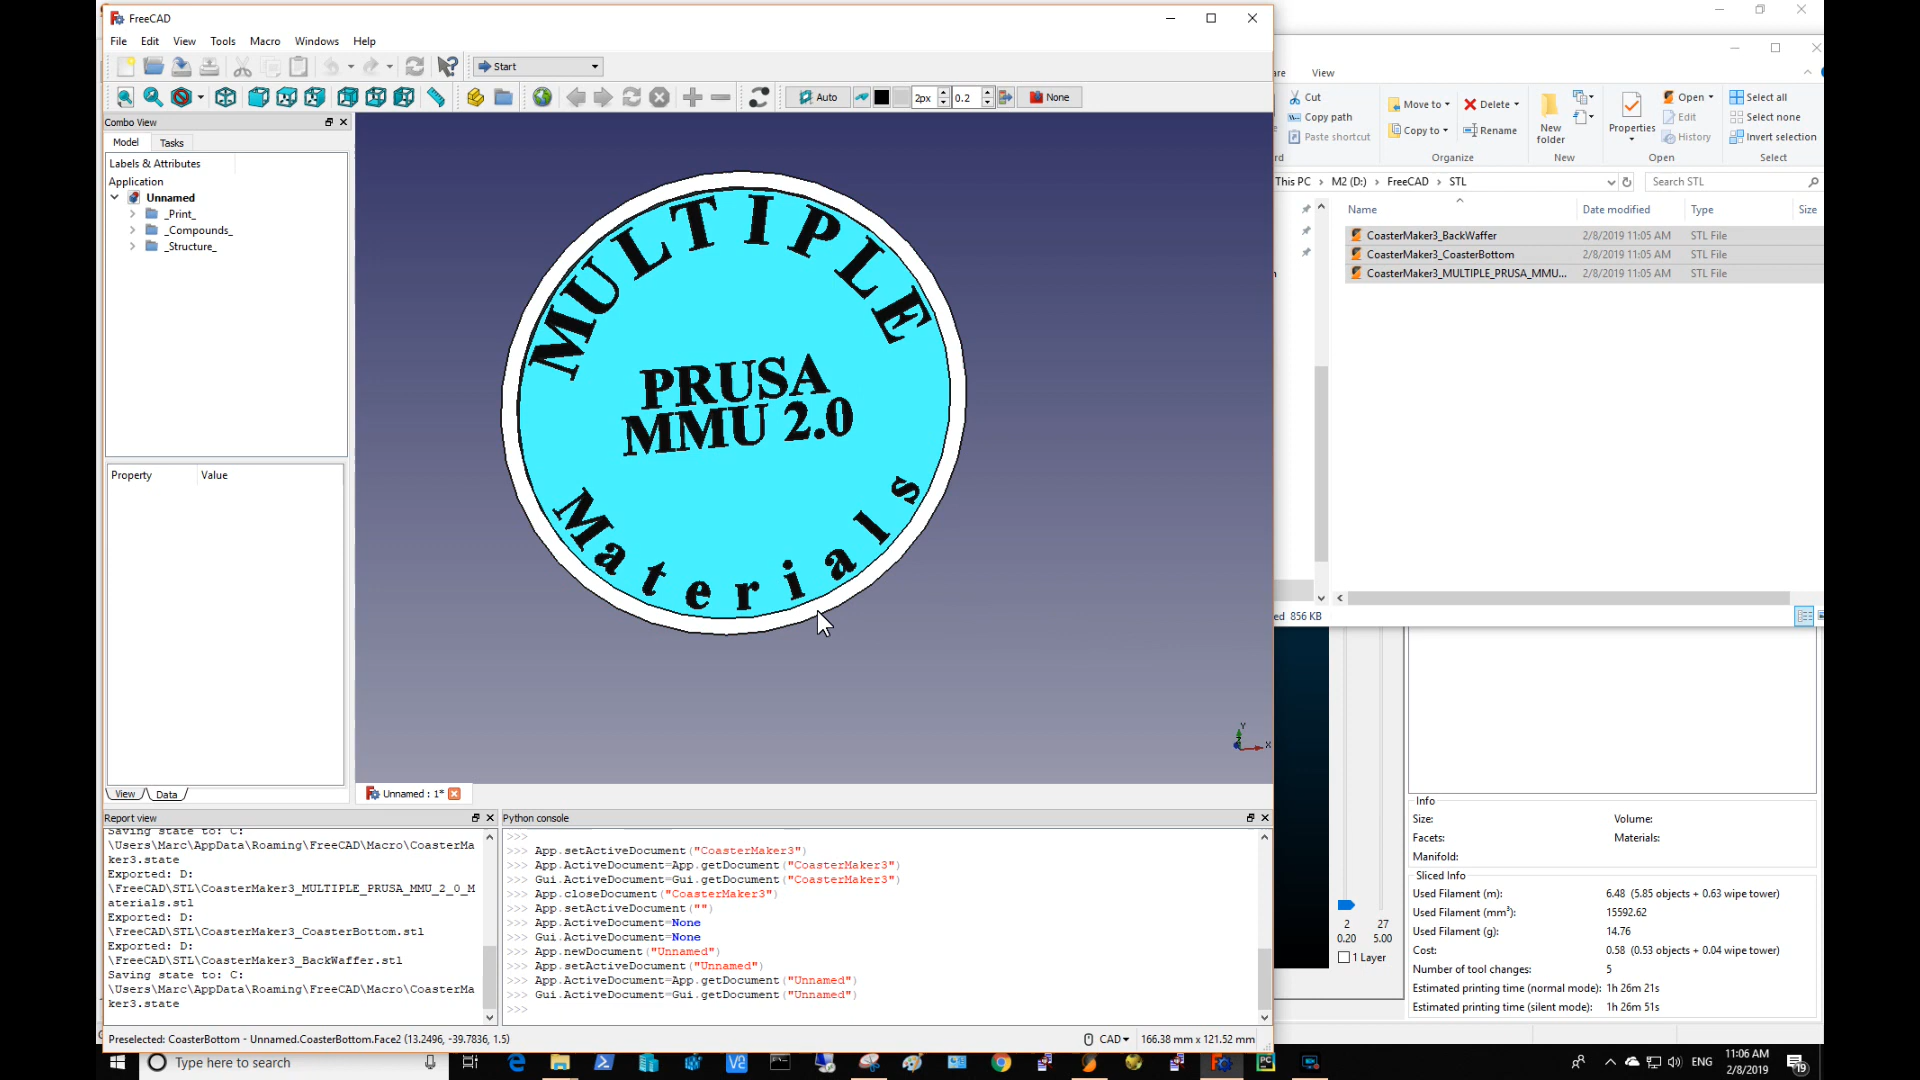 FreeCAD
File Edit View Tools Macro Windows Help
Start
Auto 2px 0.2 None
Combo View
Model Tasks
Labels & Attributes
Application
Unnamed
_Print_
_Compounds_
_Structure_
Property Value
View Data
MULTIPLE
PRUSA
MMU 2.0
Materials
Y
X
Unnamed : 1*
Report view
Saving state to: C:
\Users\Marc\AppData\Roaming\FreeCAD\Macro\CoasterMa
ker3.state
Exported: D:
\FreeCAD\STL\CoasterMaker3_MULTIPLE_PRUSA_MMU_2_0_M
aterials.stl
Exported: D:
\FreeCAD\STL\CoasterMaker3_CoasterBottom.stl
Exported: D:
\FreeCAD\STL\CoasterMaker3_BackWaffer.stl
Saving state to: C:
\Users\Marc\AppData\Roaming\FreeCAD\Macro\CoasterMa
ker3.state
Python console
>>>
>>> App.setActiveDocument("CoasterMaker3")
>>> App.ActiveDocument=App.getDocument("CoasterMaker3")
>>> Gui.ActiveDocument=Gui.getDocument("CoasterMaker3")
>>> App.closeDocument("CoasterMaker3")
>>> App.setActiveDocument("")
>>> App.ActiveDocument=None
>>> Gui.ActiveDocument=None
>>> App.newDocument("Unnamed")
>>> App.setActiveDocument("Unnamed")
>>> App.ActiveDocument=App.getDocument("Unnamed")
>>> Gui.ActiveDocument=Gui.getDocument("Unnamed")
>>>
Preselected: CoasterBottom - Unnamed.CoasterBottom.Face2 (13.2496, -39.7836, 1.5)
CAD 166.38 mm x 121.52 mm
are View
Cut
Copy path
Paste shortcut
rd
Move to
Copy to
Delete
Rename
Organize
New
folder
New
Properties
Open
Edit
History
Open
Select all
Select none
Invert selection
Select
This PC > M2 (D:) > FreeCAD > STL
Search STL
Name Date modified Type Size
CoasterMaker3_BackWaffer 2/8/2019 11:05 AM STL File
CoasterMaker3_CoasterBottom 2/8/2019 11:05 AM STL File
CoasterMaker3_MULTIPLE_PRUSA_MMU... 2/8/2019 11:05 AM STL File
ed 856 KB
2 27
0.20 5.00
1 Layer
Info
Size: Volume:
Facets: Materials:
Manifold:
Sliced Info
Used Filament (m): 6.48 (5.85 objects + 0.63 wipe tower)
Used Filament (mm³): 15592.62
Used Filament (g): 14.76
Cost: 0.58 (0.53 objects + 0.04 wipe tower)
Number of tool changes: 5
Estimated printing time (normal mode): 1h 26m 21s
Estimated printing time (silent mode): 1h 26m 51s
Type here to search
ENG
11:06 AM
2/8/2019
19